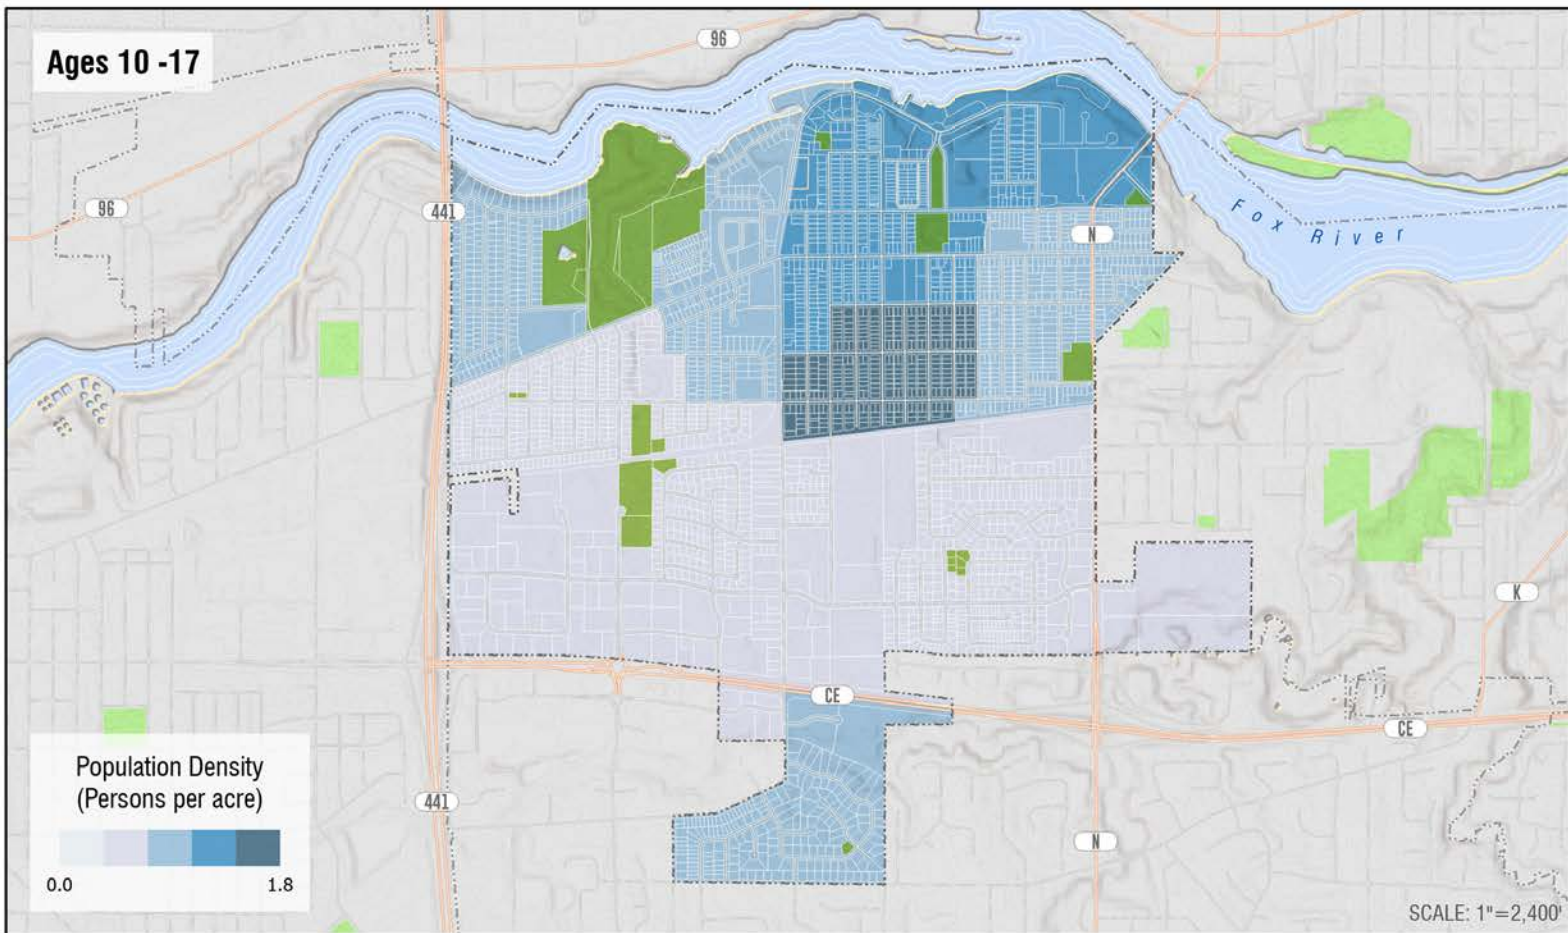 Ages 10 -17
96
96
441
N
Fox River
K
CE
CE
441
N
Population Density
(Persons per acre)
0.0 1.8
SCALE: 1"=2,400'